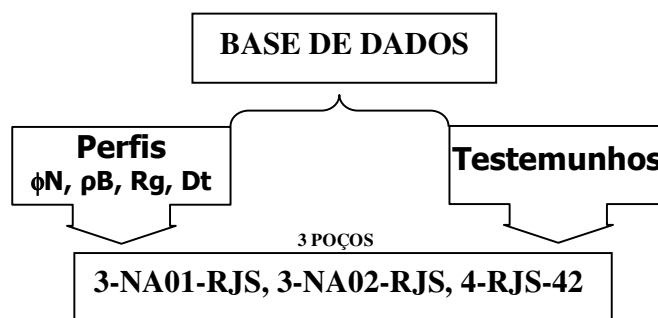 BASE DE DADOS
Perfis
ϕN, ρB, Rg, Dt
Testemunhos
3 POÇOS
3-NA01-RJS, 3-NA02-RJS, 4-RJS-42